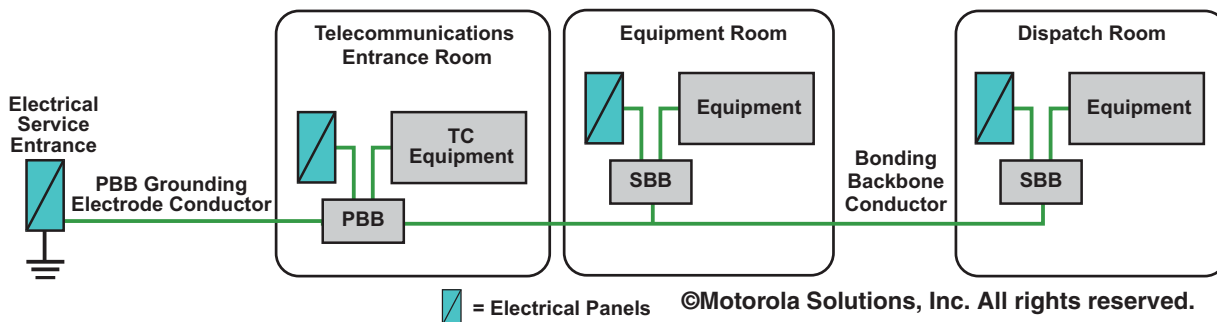 Telecommunications
Entrance Room
Equipment Room
Dispatch Room
Electrical
Service
Entrance
TC
Equipment
Equipment
Equipment
PBB Grounding
Electrode Conductor
PBB
SBB
Bonding
Backbone
Conductor
SBB
= Electrical Panels
©Motorola Solutions, Inc. All rights reserved.